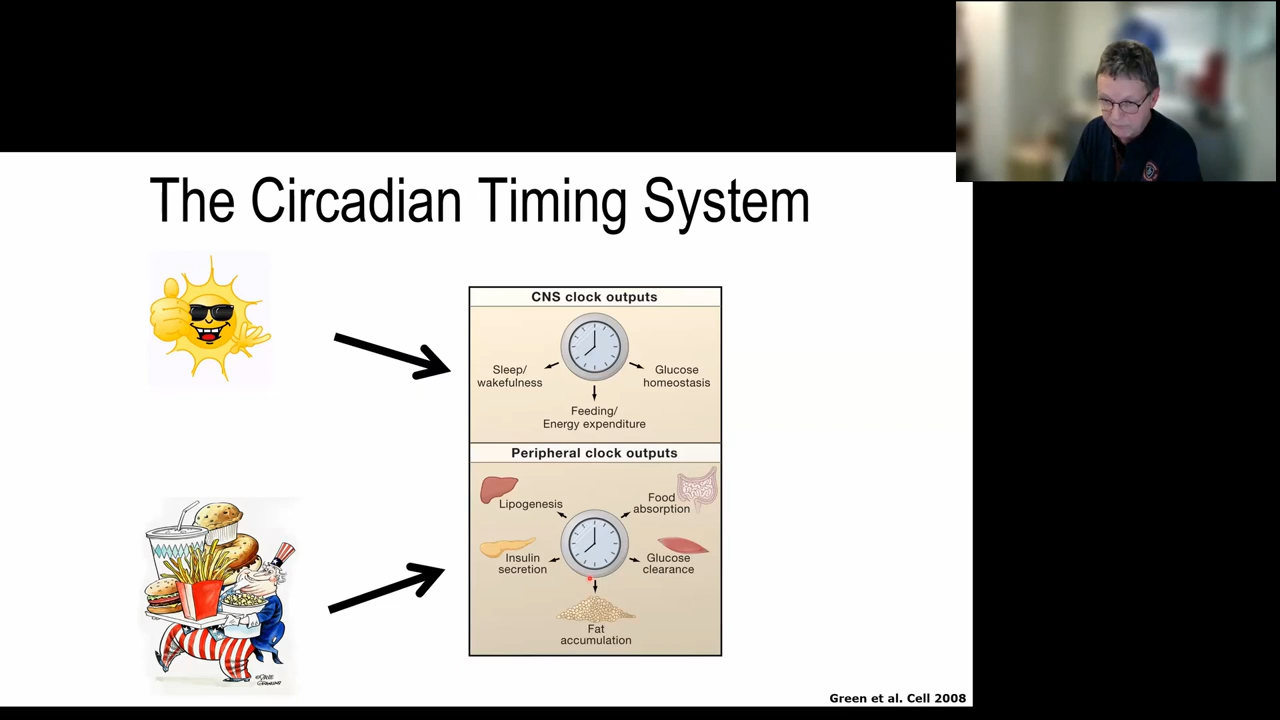 The Circadian Timing System
CNS clock outputs
Sleep/
wakefulness
Glucose
homeostasis
Feeding/
Energy expenditure
Peripheral clock outputs
Lipogenesis
Food
absorption
Insulin
secretion
Glucose
clearance
Fat
accumulation
Green et al. Cell 2008